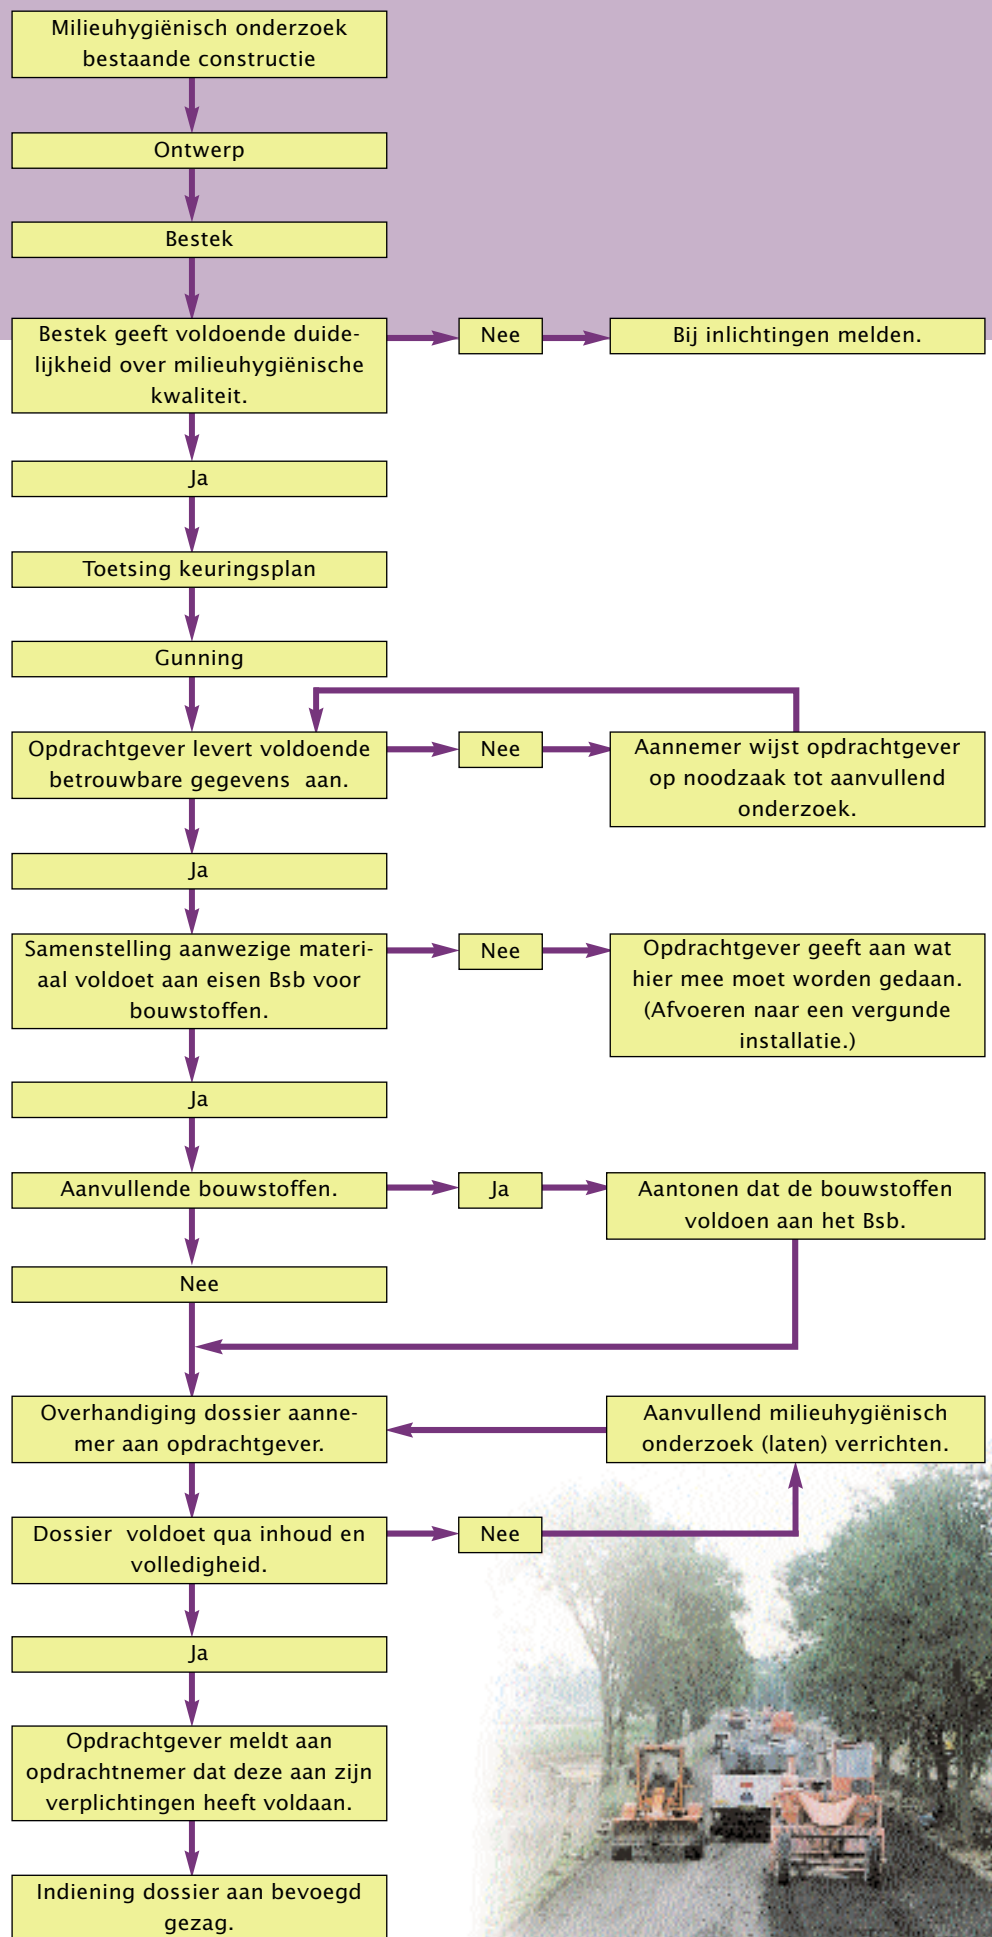 Milieuhygiënisch onderzoek
bestaande constructie
Ontwerp
Bestek
Bestek geeft voldoende duide-
lijkheid over milieuhygiënische
kwaliteit.
Nee
Bij inlichtingen melden.
Ja
Toetsing keuringsplan
Gunning
Opdrachtgever levert voldoende
betrouwbare gegevens  aan.
Nee
Aannemer wijst opdrachtgever
op noodzaak tot aanvullend
onderzoek.
Ja
Samenstelling aanwezige materi-
aal voldoet aan eisen Bsb voor
bouwstoffen.
Nee
Opdrachtgever geeft aan wat
hier mee moet worden gedaan.
(Afvoeren naar een vergunde
installatie.)
Ja
Aanvullende bouwstoffen.
Ja
Aantonen dat de bouwstoffen
voldoen aan het Bsb.
Nee
Overhandiging dossier aanne-
mer aan opdrachtgever.
Aanvullend milieuhygiënisch
onderzoek (laten) verrichten.
Dossier  voldoet qua inhoud en
volledigheid.
Nee
Ja
Opdrachtgever meldt aan
opdrachtnemer dat deze aan zijn
verplichtingen heeft voldaan.
Indiening dossier aan bevoegd
gezag.